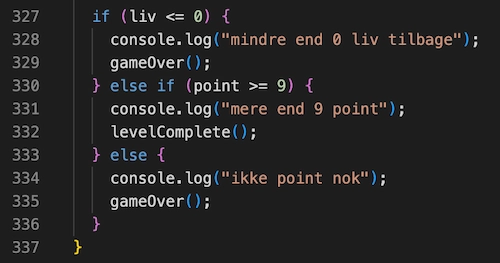 327 if (liv <= 0) {
328 console.log("mindre end 0 liv tilbage");
329 gameOver();
330 } else if (point >= 9) {
331 console.log("mere end 9 point");
332 levelComplete();
333 } else {
334 console.log("ikke point nok");
335 gameOver();
336 }
337 }